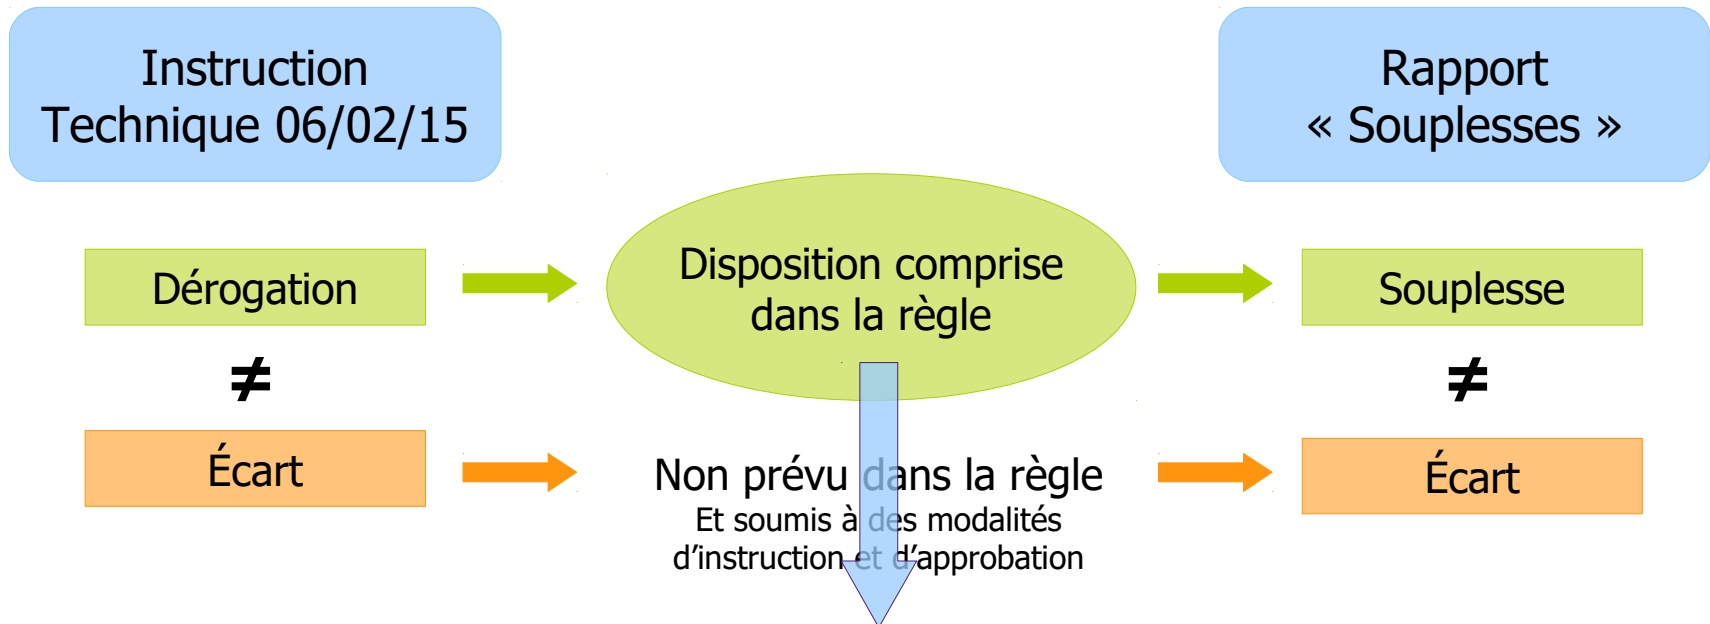 Instruction
Technique 06/02/15
Rapport
« Souplesses »
Dérogation
Disposition comprise
dans la règle
Souplesse
≠
≠
Écart
Non prévu dans la règle
Et soumis à des modalités
d'instruction et d'approbation
Écart